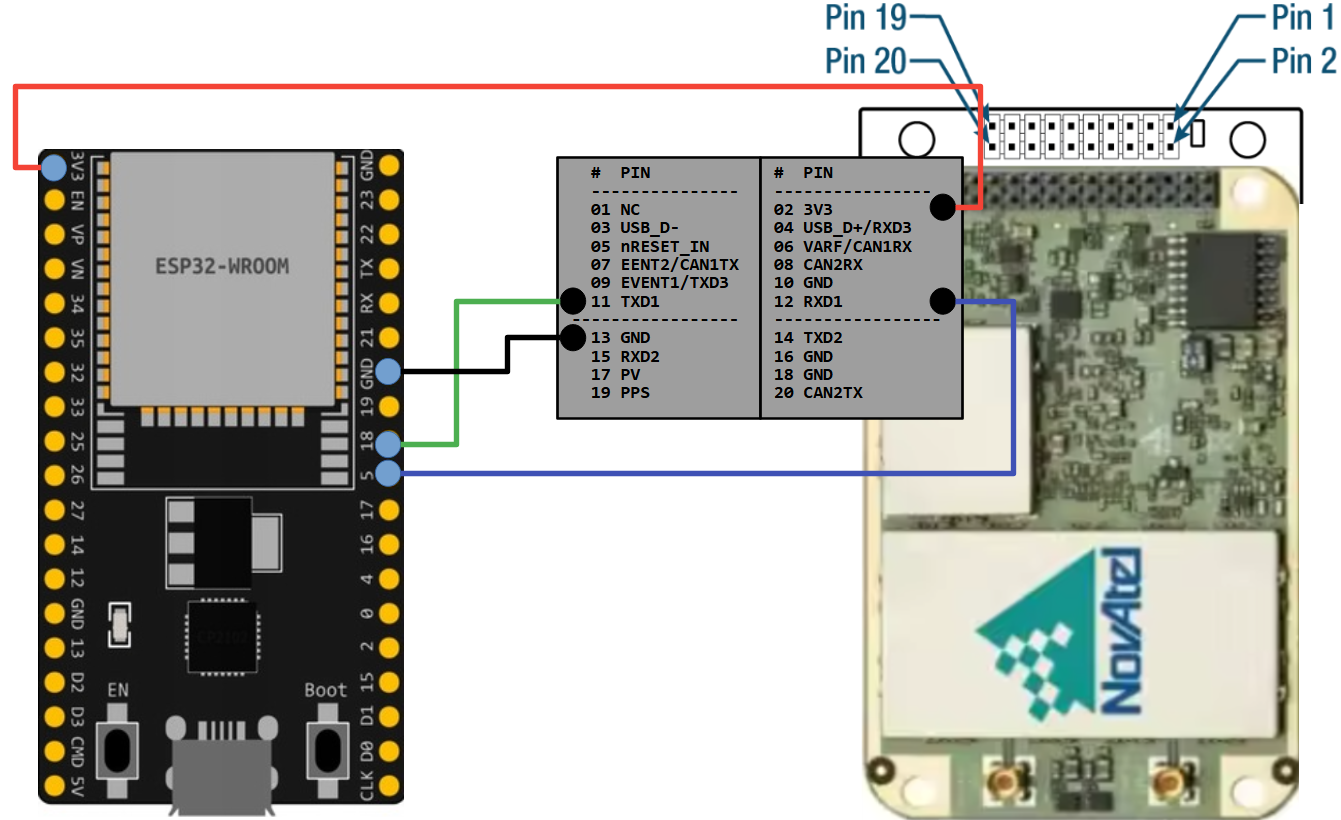 Pin 19
Pin 1
Pin 20
Pin 2
3V3
EN
VP
VN
34
35
32
33
25
26
27
14
12
GND
13
D2
D3
CMD
5V
ESP32-WROOM
EN
Boot
GND
23
22
TX
RX
21
GND
19
18
5
17
16
4
0
2
15
D1
D0
CLK
# PIN
----------------
01 NC
03 USB_D-
05 nRESET_IN
07 EENT2/CAN1TX
09 EVENT1/TXD3
11 TXD1
----------------
13 GND
15 RXD2
17 PV
19 PPS
# PIN
----------------
02 3V3
04 USB_D+/RXD3
06 VARF/CAN1RX
08 CAN2RX
10 GND
12 RXD1
----------------
14 TXD2
16 GND
18 GND
20 CAN2TX
NovAtel